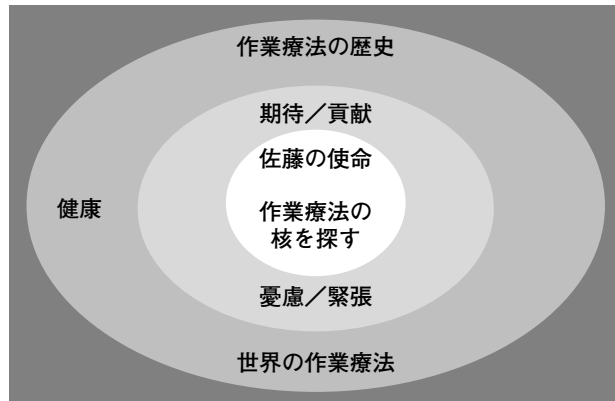 作業療法の歴史
期待／貢献
佐藤の使命
健康
作業療法の
核を探す
憂慮／緊張
世界の作業療法